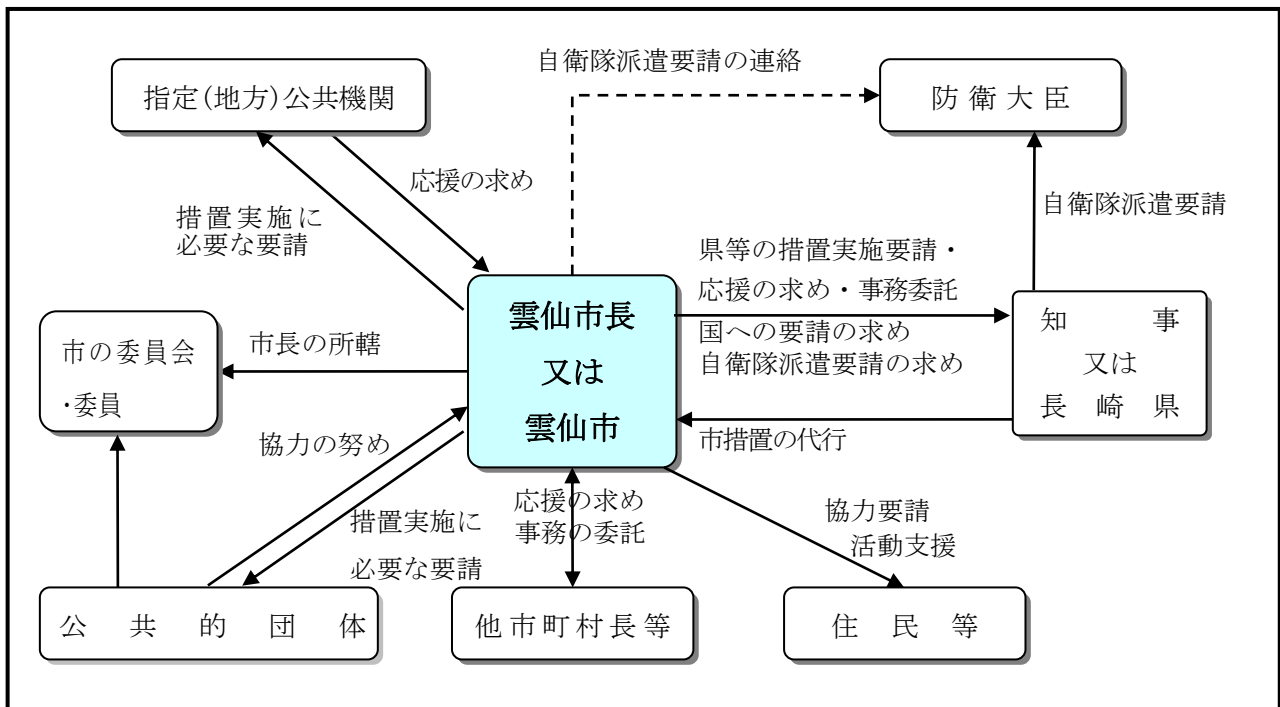 自衛隊派遣要請の連絡
指定(地方)公共機関
防衛大臣
応援の求め
措置実施に
必要な要請
自衛隊派遣要請
県等の措置実施要請・
応援の求め・事務委託
国への要請の求め
自衛隊派遣要請の求め
雲仙市長
又は
雲仙市
知事
又は
長崎県
市の委員会
・委員
市長の所轄
市措置の代行
協力の努め
措置実施に
必要な要請
応援の求め
事務の委託
協力要請
活動支援
公共的団体
他市町村長等
住民等